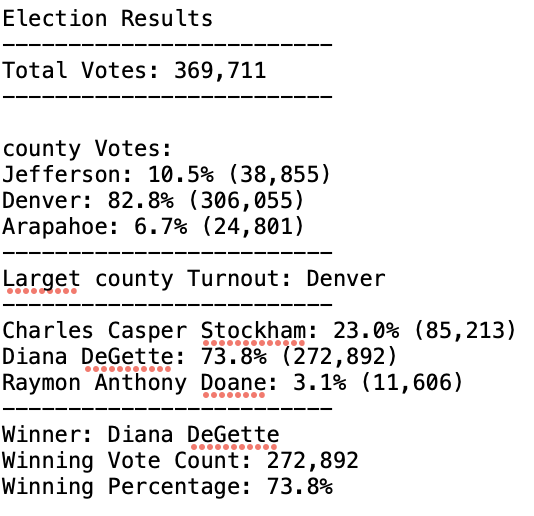 Election Results
-------------------------
Total Votes: 369,711
-------------------------
county Votes:
Jefferson: 10.5% (38,855)
Denver: 82.8% (306,055)
Arapahoe: 6.7% (24,801)
-------------------------
Larget county Turnout: Denver
-------------------------
Charles Casper Stockham: 23.0% (85,213)
Diana DeGette: 73.8% (272,892)
Raymon Anthony Doane: 3.1% (11,606)
-------------------------
Winner: Diana DeGette
Winning Vote Count: 272,892
Winning Percentage: 73.8%